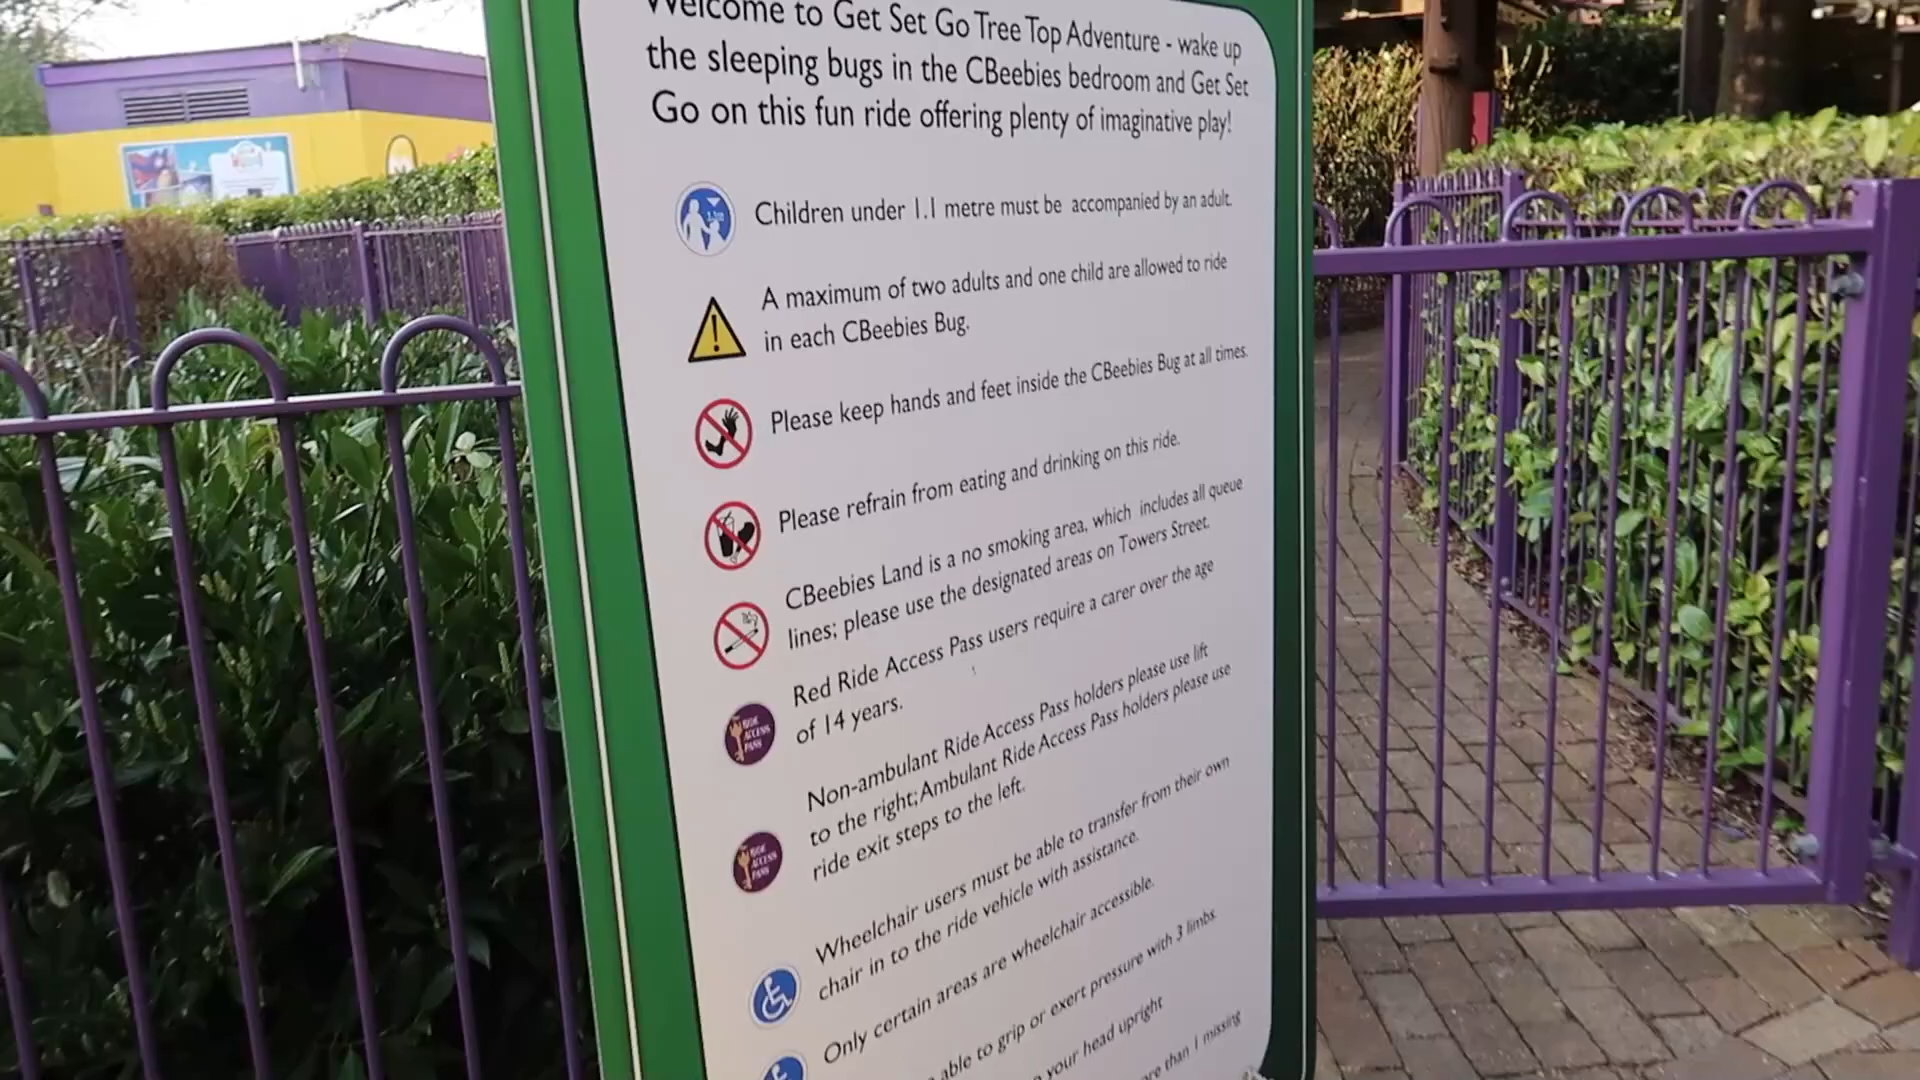 Welcome to Get Set Go Tree Top Adventure - wake up
the sleeping bugs in the CBeebies bedroom and Get Set
Go on this fun ride offering plenty of imaginative play!
Children under 1.1 metre must be accompanied by an adult.
A maximum of two adults and one child are allowed to ride
in each CBeebies Bug.
Please keep hands and feet inside the CBeebies Bug at all times.
Please refrain from eating and drinking on this ride.
CBeebies Land is a no smoking area, which includes all queue
lines; please use the designated areas on Towers Street.
Red Ride Access Pass users require a carer over the age
of 14 years.
RIDE
ACCESS
PASS
Non-ambulant Ride Access Pass holders please use lift
to the right; Ambulant Ride Access Pass holders please use
ride exit steps to the left.
RIDE
ACCESS
PASS
Wheelchair users must be able to transfer from their own
chair in to the ride vehicle with assistance.
Only certain areas are wheelchair accessible.
able to grip or exert pressure with 3 limbs.
your head upright
than 1 missing